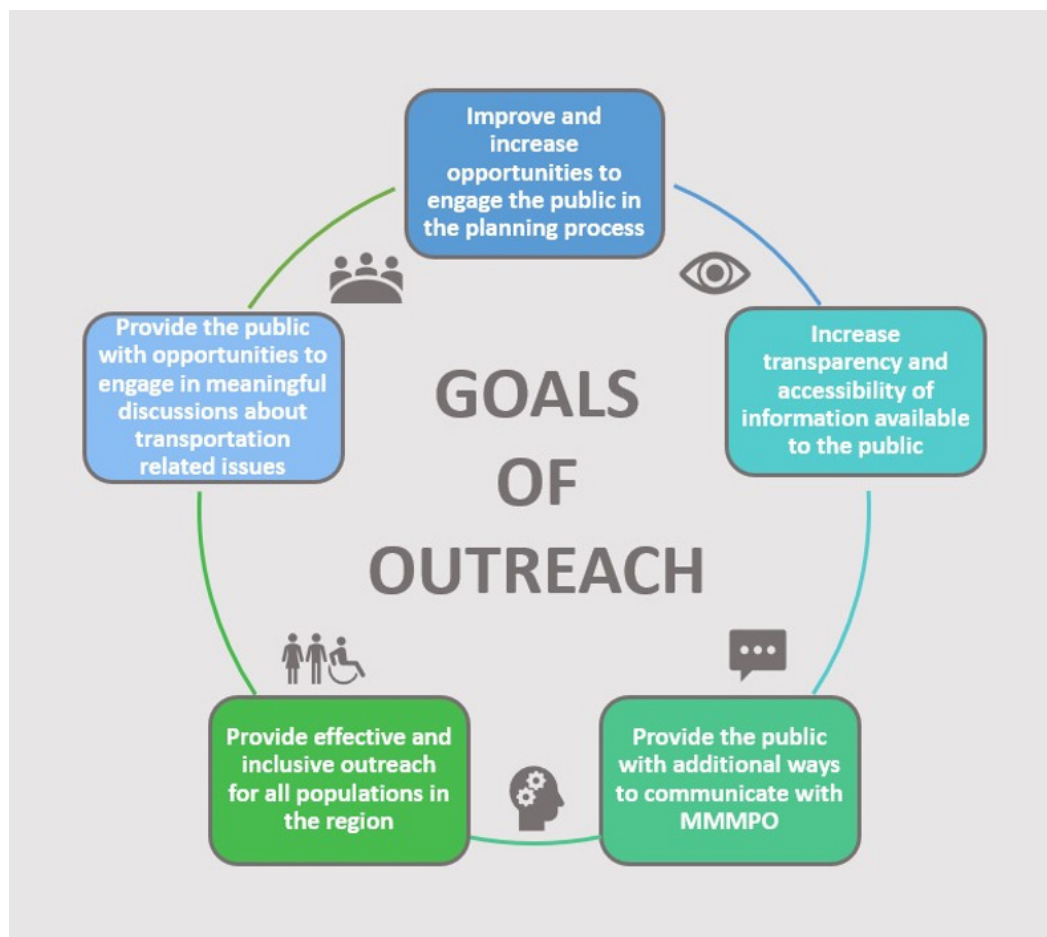 Improve and
increase
opportunities to
engage the public in
the planning process
Increase
transparency and
accessibility of
information available
to the public
Provide the public
with additional ways
to communicate with
MMMPO
Provide effective and
inclusive outreach
for all populations in
the region
Provide the public
with opportunities to
engage in meaningful
discussions about
transportation
related issues
GOALS
OF
OUTREACH